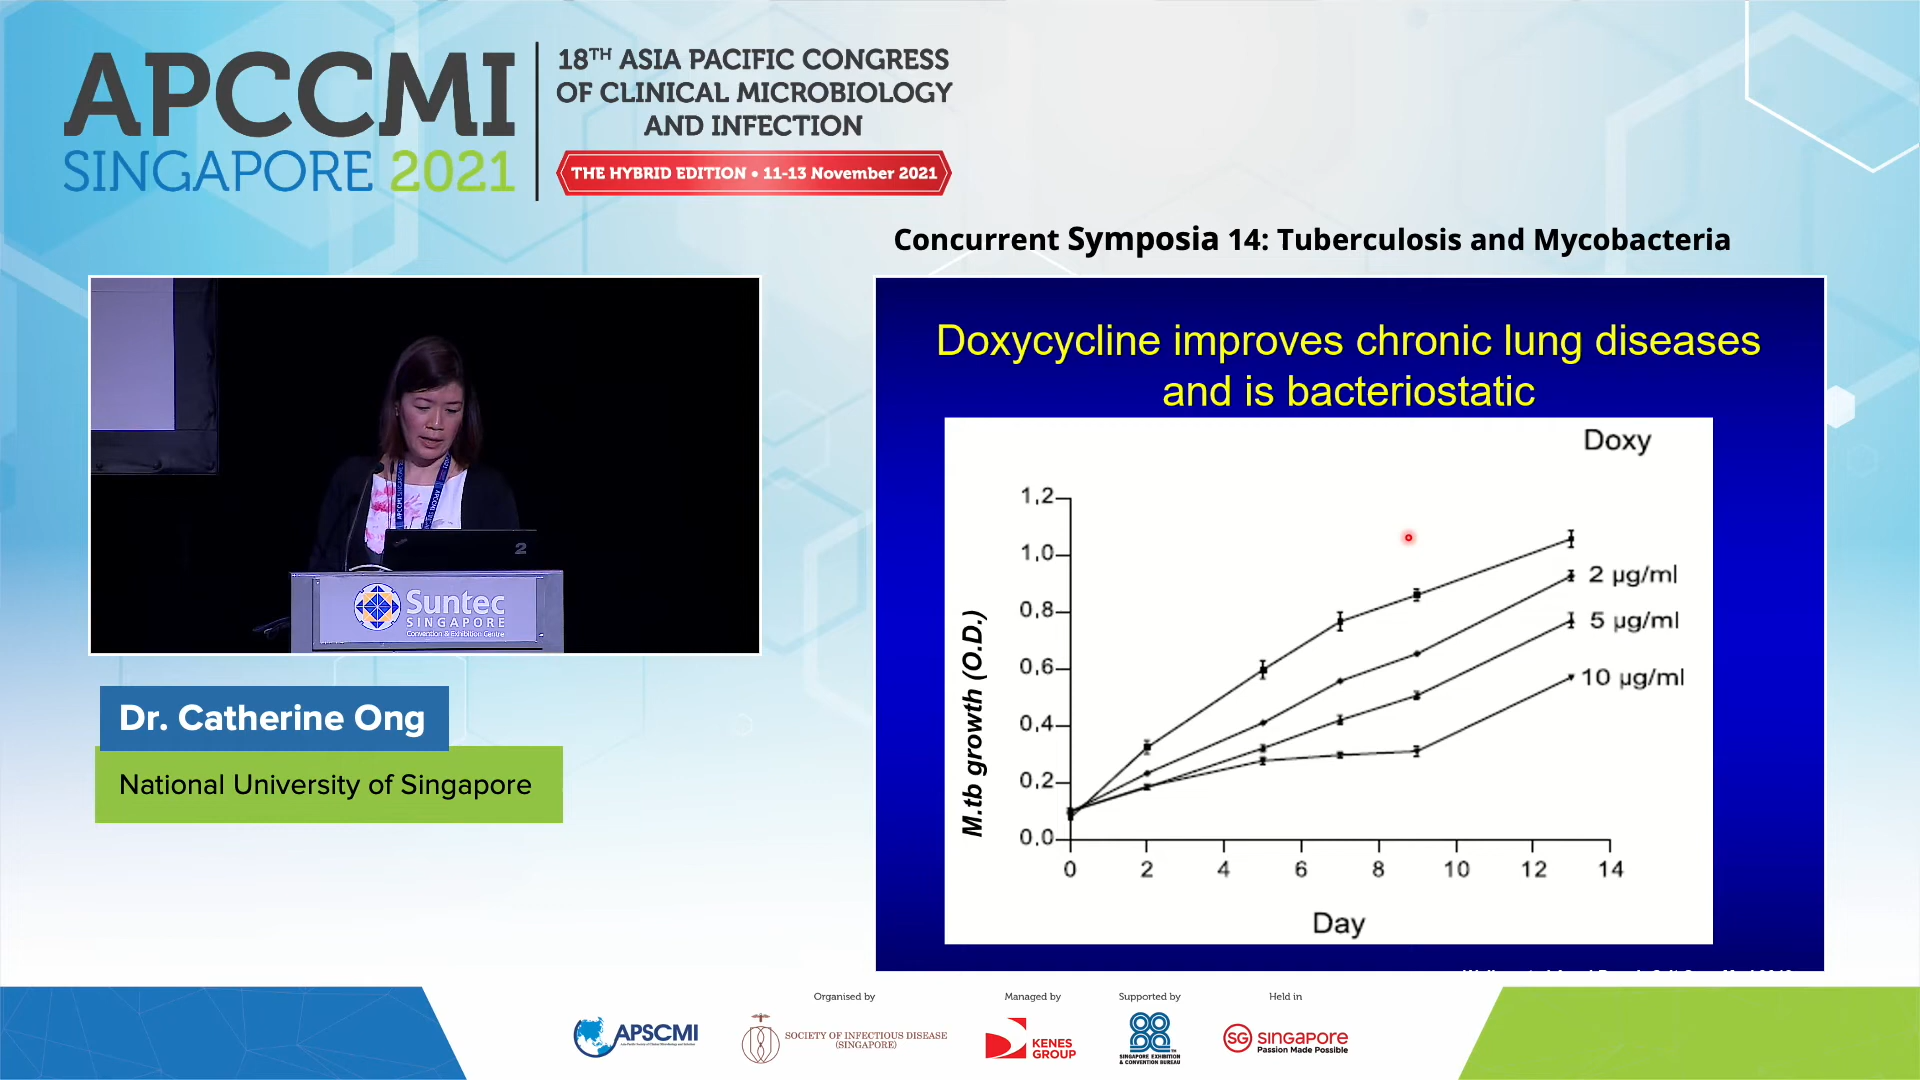 APCCMI
SINGAPORE 2021
18TH ASIA PACIFIC CONGRESS
OF CLINICAL MICROBIOLOGY
AND INFECTION
THE HYBRID EDITION • 11-13 November 2021
Concurrent Symposia 14: Tuberculosis and Mycobacteria
2
Suntec
SINGAPORE
Convention & Exhibition Centre
Dr. Catherine Ong
National University of Singapore
Doxycycline improves chronic lung diseases
and is bacteriostatic
Doxy
1,2
1,0
0,8
0,6
0,4
0,2
0,0
M.tb growth (O.D.)
2 µg/ml
5 µg/ml
10 µg/ml
0 2 4 6 8 10 12 14
Day
Organised by
APSCMI
SOCIETY OF INFECTIOUS DISEASE
(SINGAPORE)
Managed by
KENES
GROUP
Supported by
SINGAPORE EXHIBITION
& CONVENTION BUREAU
Held in
SG SINGAPORE
Passion Made Possible